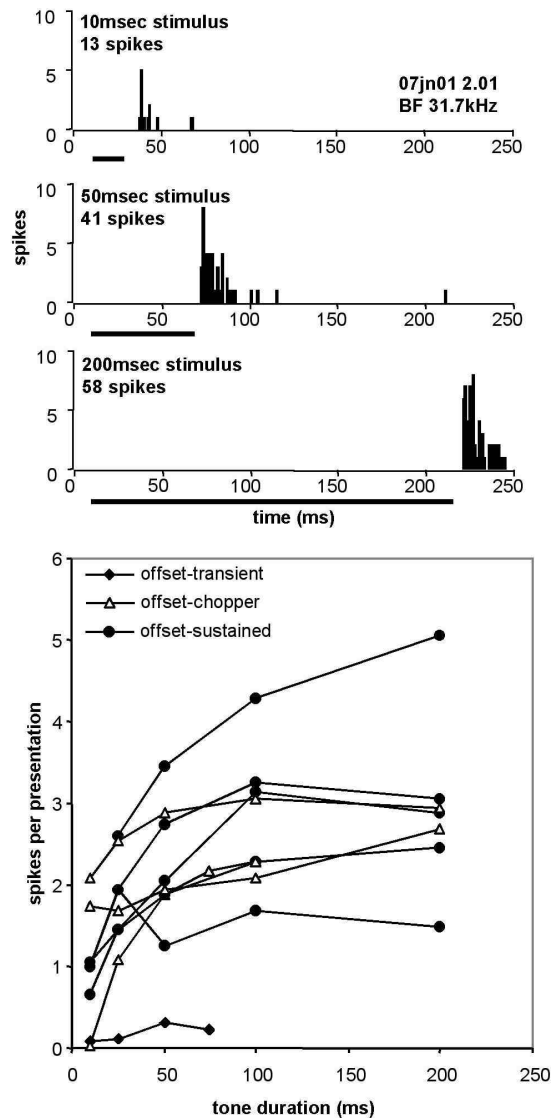 10
10msec stimulus
13 spikes
07jn01 2.01
BF 31.7kHz
5
0
0 50 100 150 200 250
10
50msec stimulus
41 spikes
5
0
0 50 100 150 200 250
spikes
10
200msec stimulus
58 spikes
5
0
0 50 100 150 200 250
time (ms)
6
offset-transient
offset-chopper
offset-sustained
5
4
3
2
1
0
spikes per presentation
0 50 100 150 200 250
tone duration (ms)